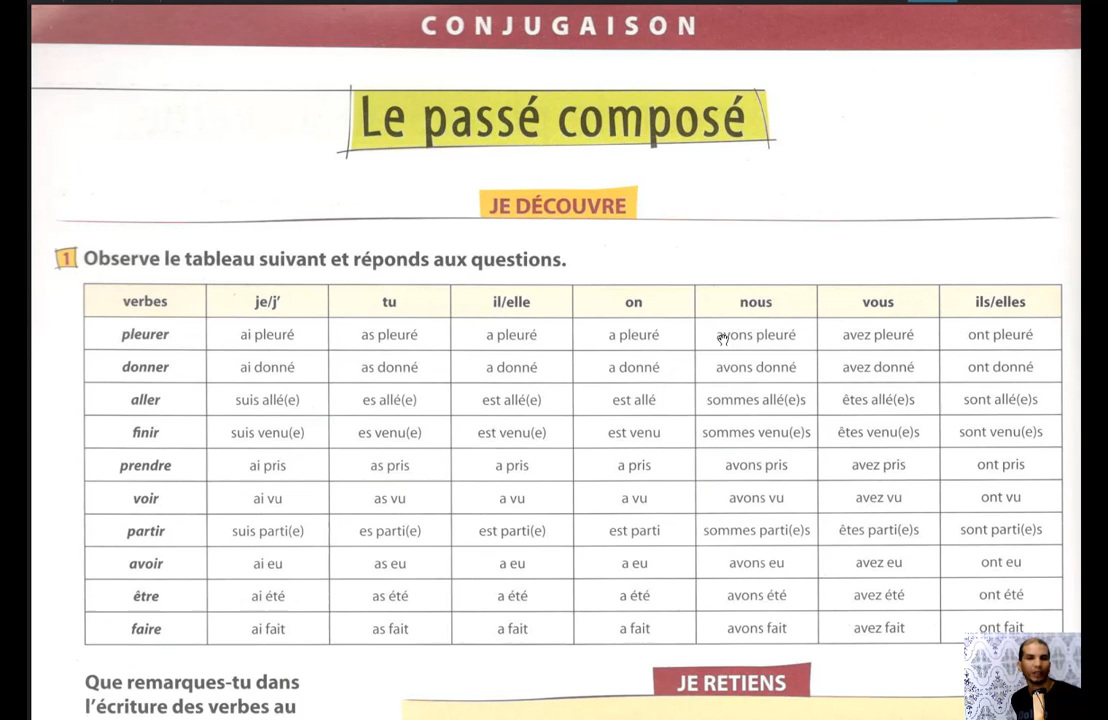 CONJUGAISON
Le passé composé
JE DÉCOUVRE
1 Observe le tableau suivant et réponds aux questions.
verbes je/j' tu il/elle on nous vous ils/elles
pleurer ai pleuré as pleuré a pleuré a pleuré avons pleuré avez pleuré ont pleuré
donner ai donné as donné a donné a donné avons donné avez donné ont donné
aller suis allé(e) es allé(e) est allé(e) est allé sommes allé(e)s êtes allé(e)s sont allé(e)s
finir suis venu(e) es venu(e) est venu(e) est venu sommes venu(e)s êtes venu(e)s sont venu(e)s
prendre ai pris as pris a pris a pris avons pris avez pris ont pris
voir ai vu as vu a vu a vu avons vu avez vu ont vu
partir suis parti(e) es parti(e) est parti(e) est parti sommes parti(e)s êtes parti(e)s sont parti(e)s
avoir ai eu as eu a eu a eu avons eu avez eu ont eu
être ai été as été a été a été avons été avez été ont été
faire ai fait as fait a fait a fait avons fait avez fait ont fait
Que remarques-tu dans
l'écriture des verbes au
JE RETIENS